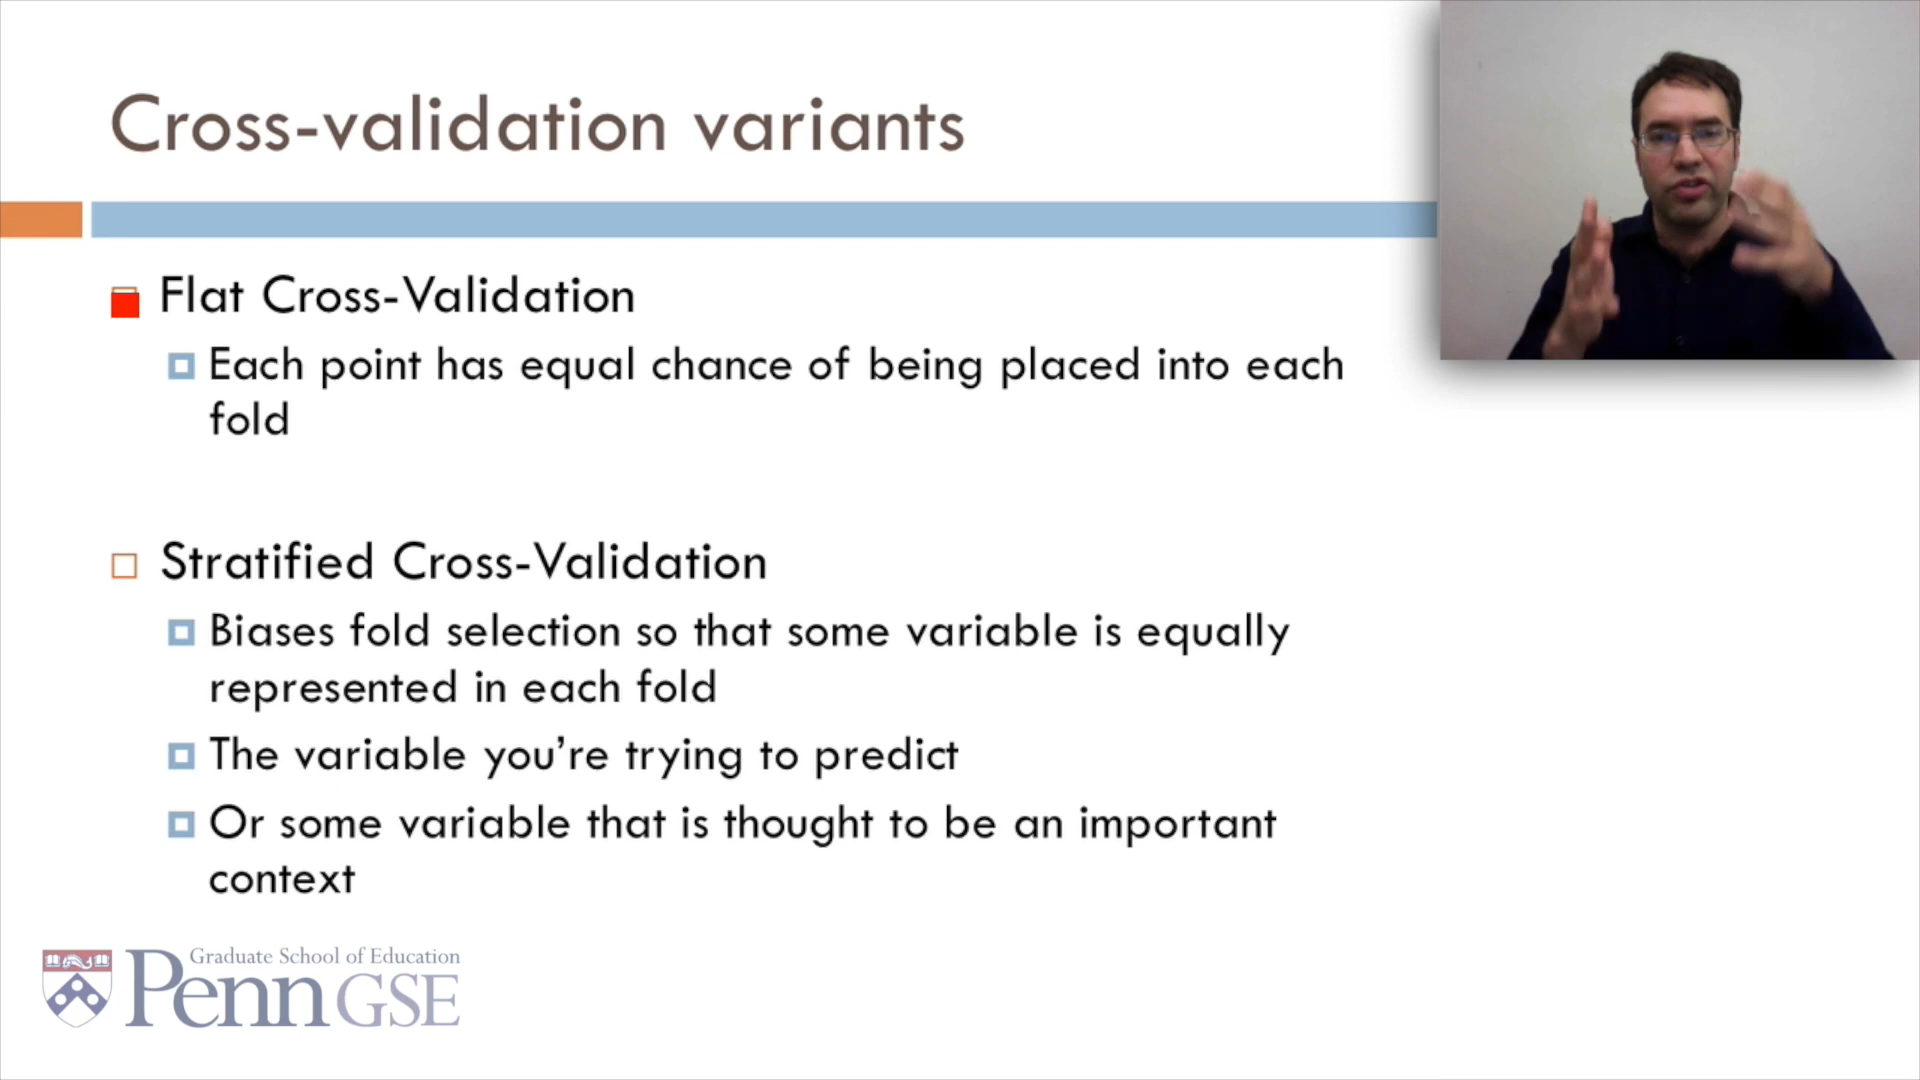 Cross-validation variants
Flat Cross-Validation
Each point has equal chance of being placed into each
fold
Stratified Cross-Validation
Biases fold selection so that some variable is equally
represented in each fold
The variable you're trying to predict
Or some variable that is thought to be an important
context
Graduate School of Education
Penn GSE